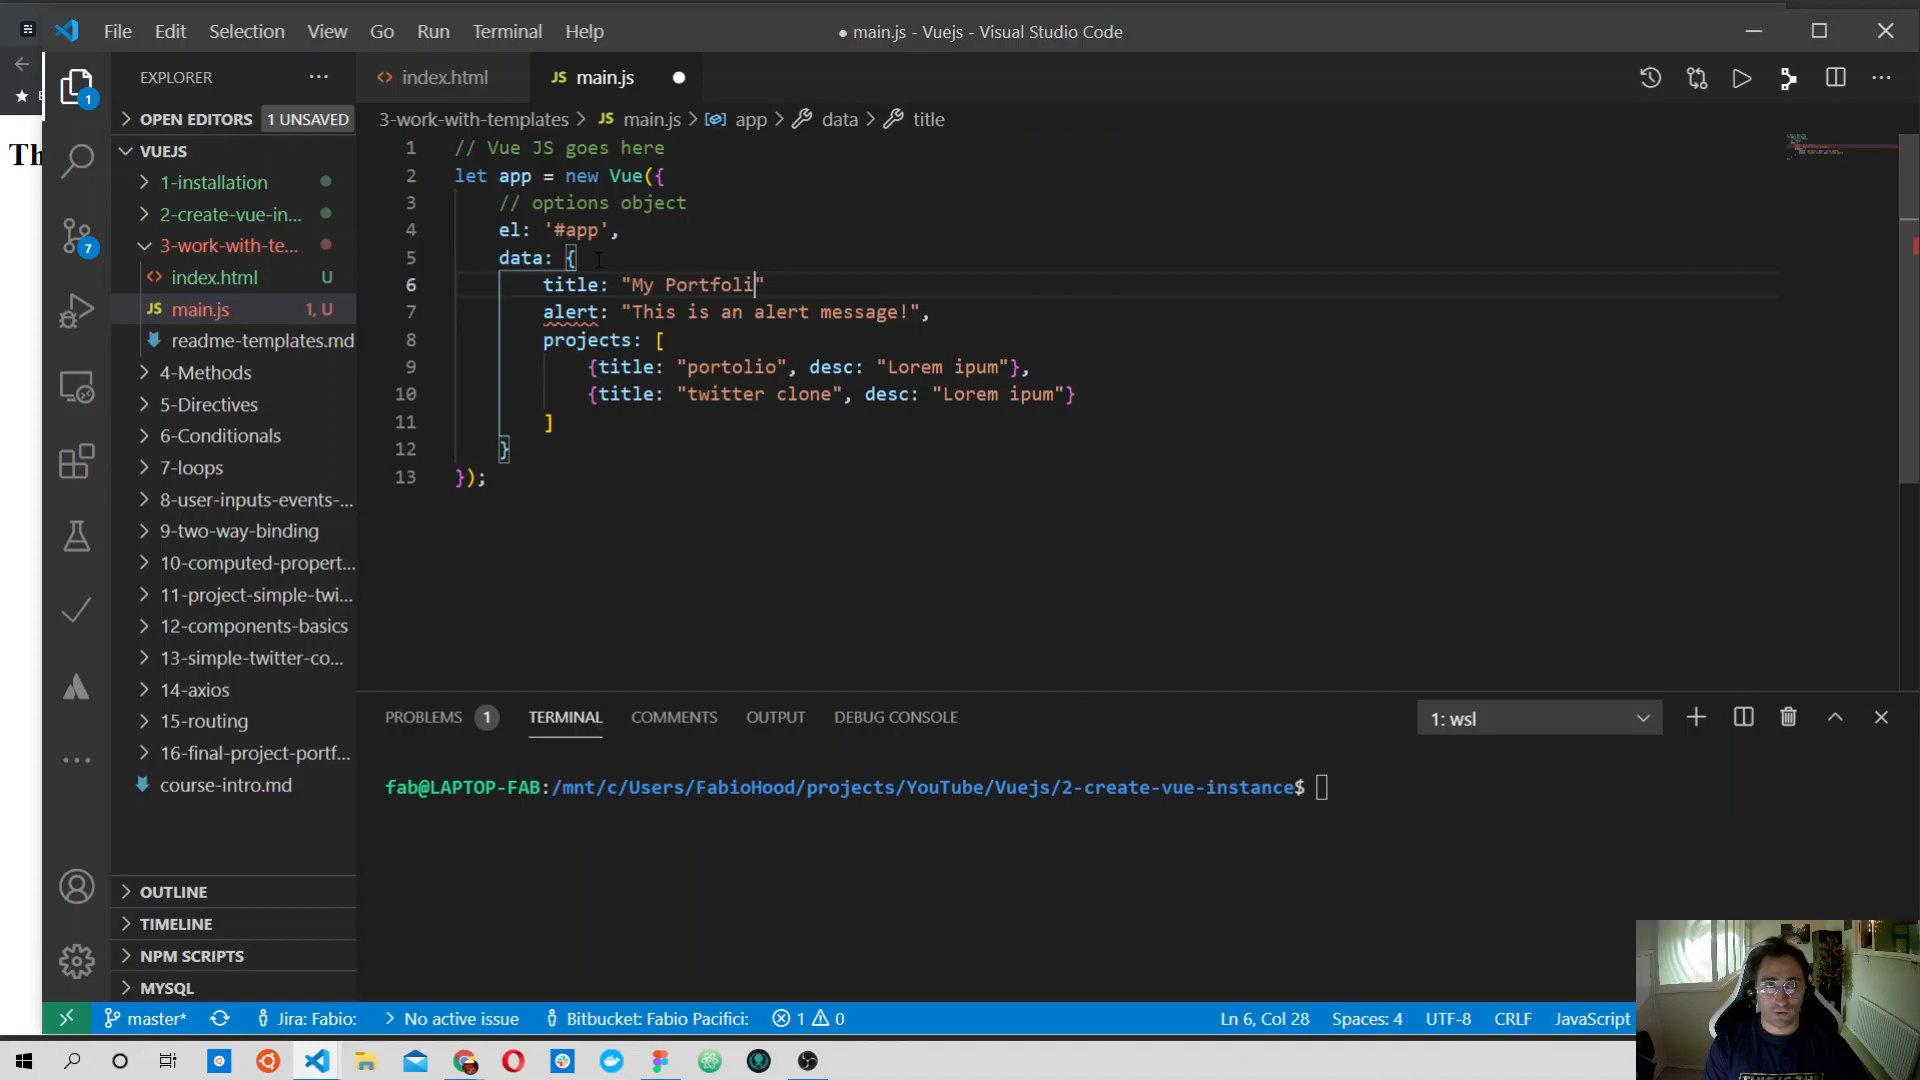 File Edit Selection View Go Run Terminal Help
● main.js - Vuejs - Visual Studio Code
EXPLORER
index.html
JS main.js
OPEN EDITORS 1 UNSAVED
3-work-with-templates > JS main.js > app > data > title
VUEJS
1-installation
2-create-vue-in...
3-work-with-te...
index.html U
JS main.js 1, U
readme-templates.md
4-Methods
5-Directives
6-Conditionals
7-loops
8-user-inputs-events-...
9-two-way-binding
10-computed-propert...
11-project-simple-twi...
12-components-basics
13-simple-twitter-co...
14-axios
15-routing
16-final-project-portf...
course-intro.md
OUTLINE
TIMELINE
NPM SCRIPTS
MYSQL
1 // Vue JS goes here
2 let app = new Vue({
3 // options object
4 el: '#app',
5 data: {
6 title: "My Portfoli"
7 alert: "This is an alert message!",
8 projects: [
9 {title: "portolio", desc: "Lorem ipum"},
10 {title: "twitter clone", desc: "Lorem ipum"}
11 ]
12 }
13 });
PROBLEMS 1 TERMINAL COMMENTS OUTPUT DEBUG CONSOLE
1: wsl
fab@LAPTOP-FAB:/mnt/c/Users/FabioHood/projects/YouTube/Vuejs/2-create-vue-instance$
1
7
Th
master* Jira: Fabio: No active issue Bitbucket: Fabio Pacifici: 1 0
Ln 6, Col 28 Spaces: 4 UTF-8 CRLF JavaScript